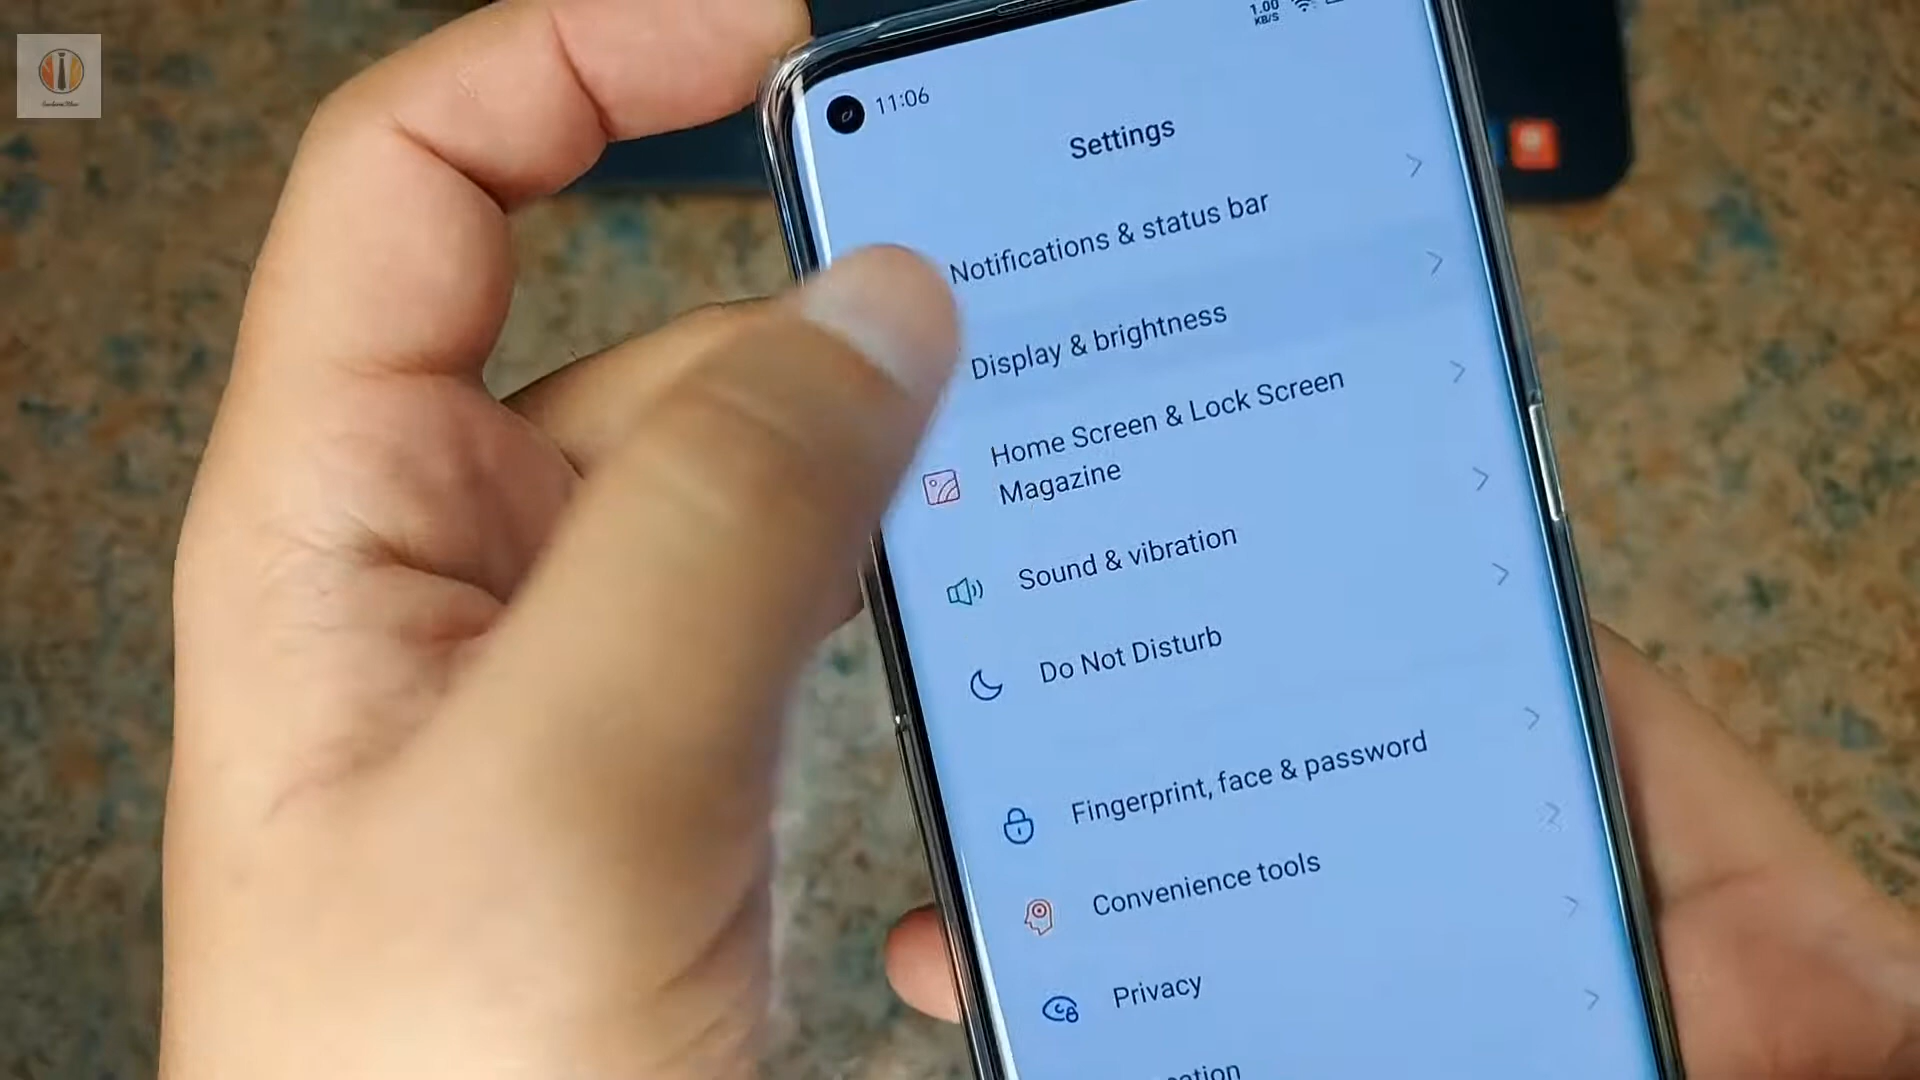 1.00
KB/S
11:06
Settings
Notifications & status bar
Display & brightness
Home Screen & Lock Screen
Magazine
Sound & vibration
Do Not Disturb
Fingerprint, face & password
Convenience tools
Privacy